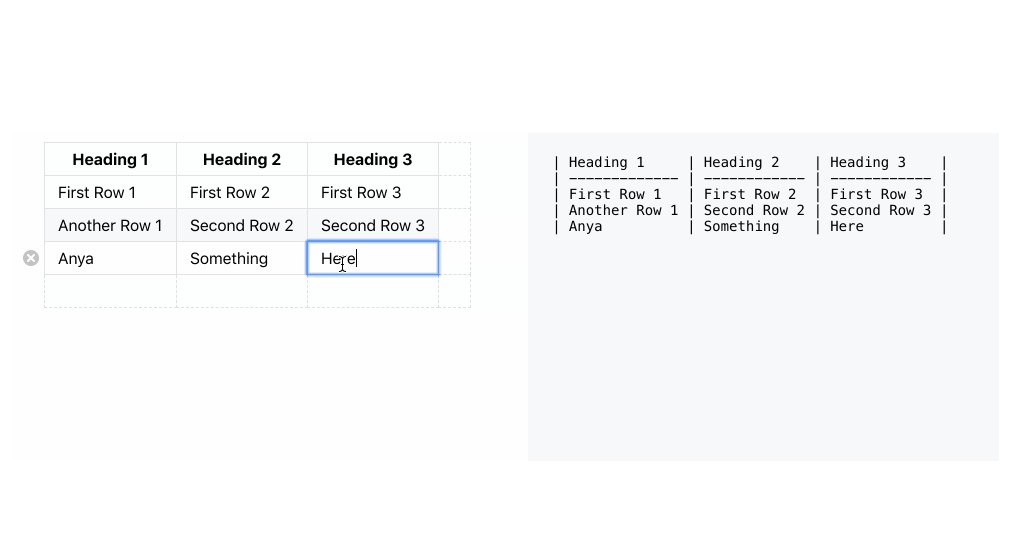 Heading 1 Heading 2 Heading 3
First Row 1 First Row 2 First Row 3
Another Row 1 Second Row 2 Second Row 3
Anya Something Here
| Heading 1     | Heading 2    | Heading 3    |
| ------------- | ------------ | ------------ |
| First Row 1   | First Row 2  | First Row 3  |
| Another Row 1 | Second Row 2 | Second Row 3 |
| Anya          | Something    | Here         |